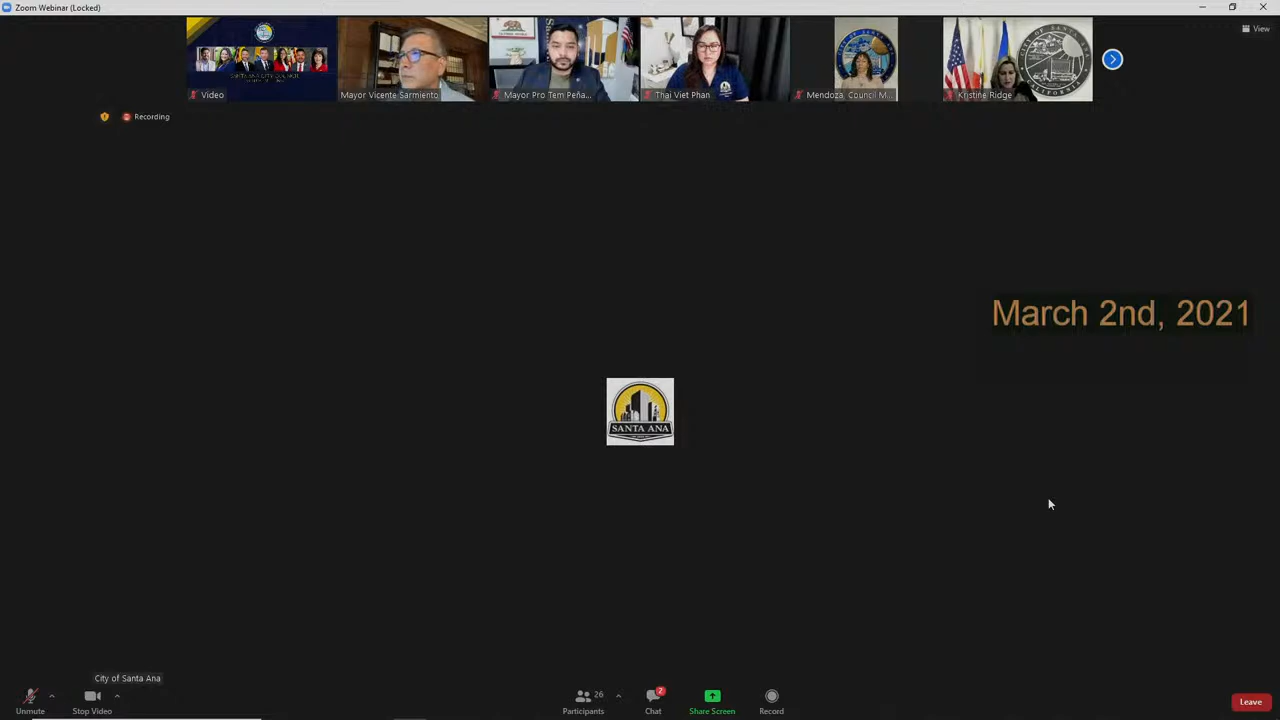 Zoom Webinar (Locked)
View
Video
Mayor Vicente Sarmiento
Mayor Pro Tem Peña...
Thai Viet Phan
Mendoza, Council M...
Kristine Ridge
Recording
March 2nd, 2021
SANTA ANA
City of Santa Ana
Unmute
Stop Video
26
Participants
2
Chat
Share Screen
Record
Leave